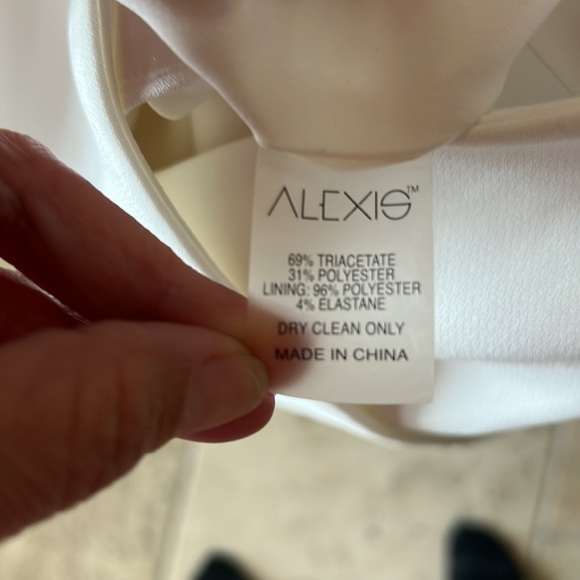 ALEXIS™
69% TRIACETATE
31% POLYESTER
LINING: 96% POLYESTER
4% ELASTANE
DRY CLEAN ONLY
MADE IN CHINA